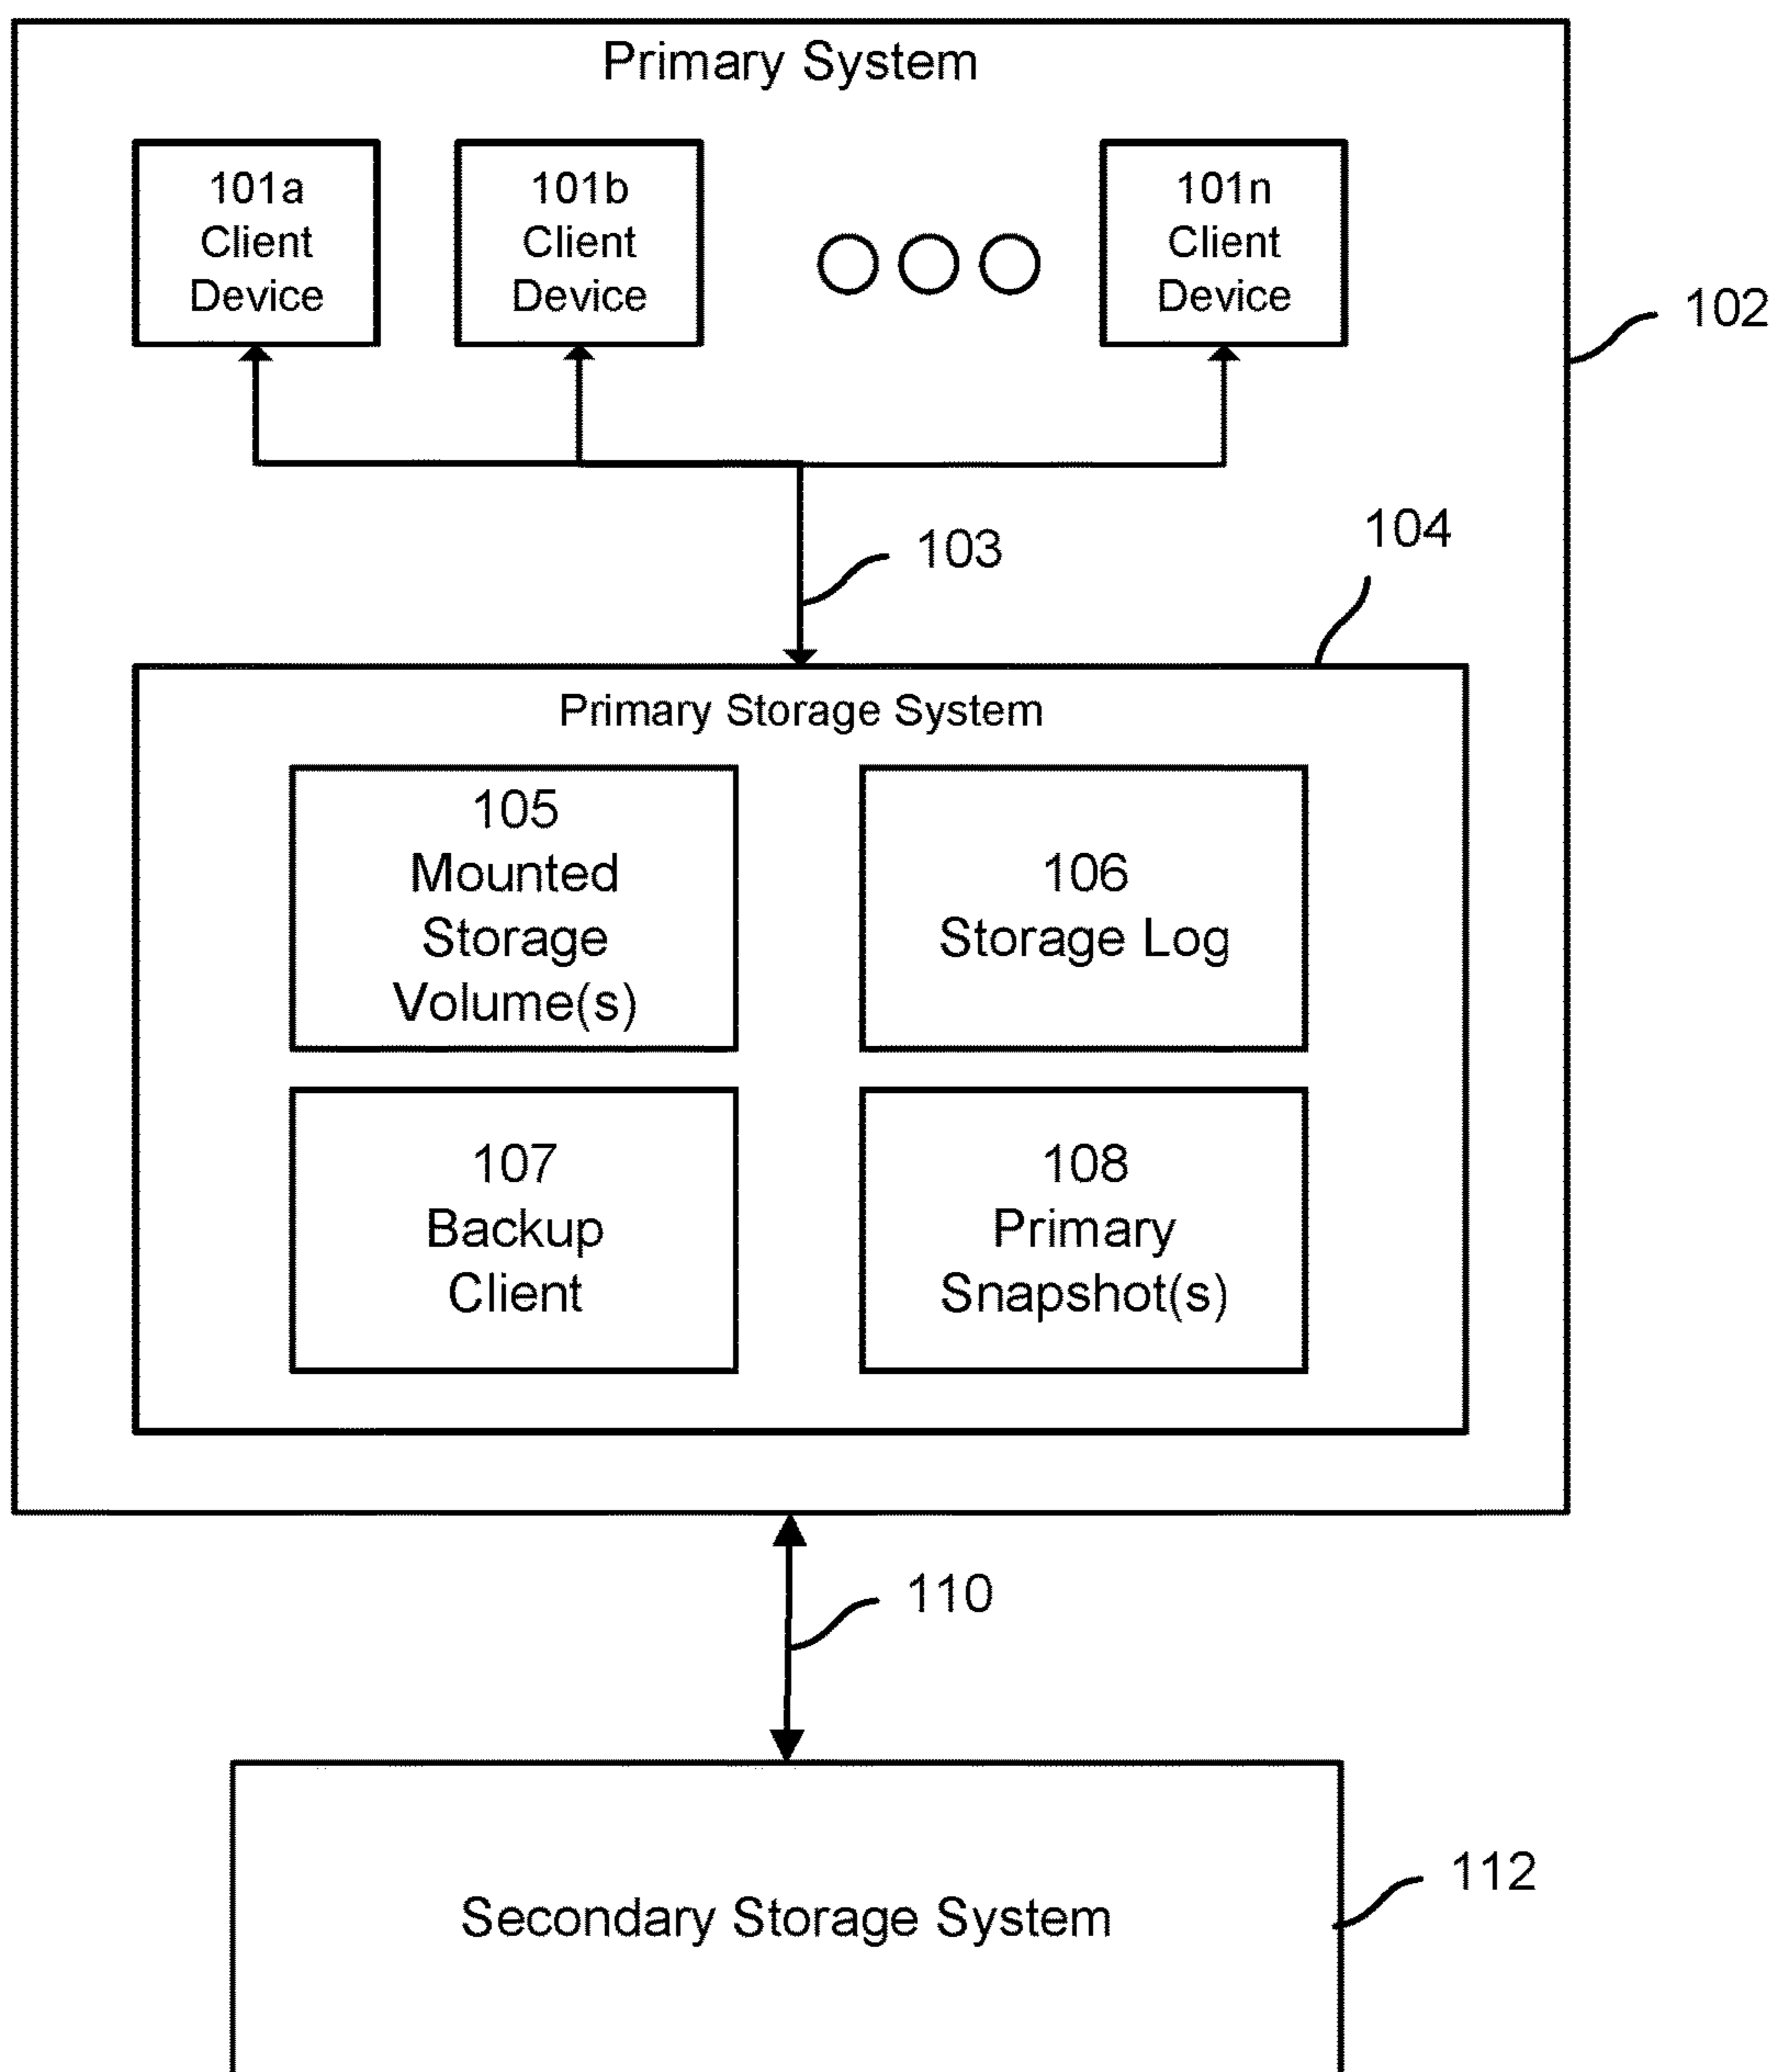 Primary System
101a
Client
Device
101b
Client
Device
101n
Client
Device
102
103
104
Primary Storage System
105
Mounted
Storage
Volume(s)
106
Storage Log
107
Backup
Client
108
Primary
Snapshot(s)
110
112
Secondary Storage System